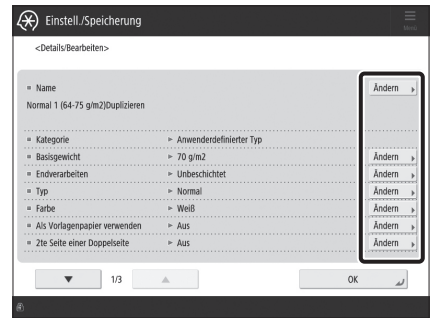 Einstell./Speicherung
Menü
<Details/Bearbeiten>
Name Ändern
Normal 1 (64-75 g/m2)Duplizieren
Kategorie Anwenderdefinierter Typ
Basisgewicht 70 g/m2 Ändern
Endverarbeiten Unbeschichtet Ändern
Typ Normal Ändern
Farbe Weiß Ändern
Als Vorlagenpapier verwenden Aus Ändern
2te Seite einer Doppelseite Aus Ändern
1/3 OK